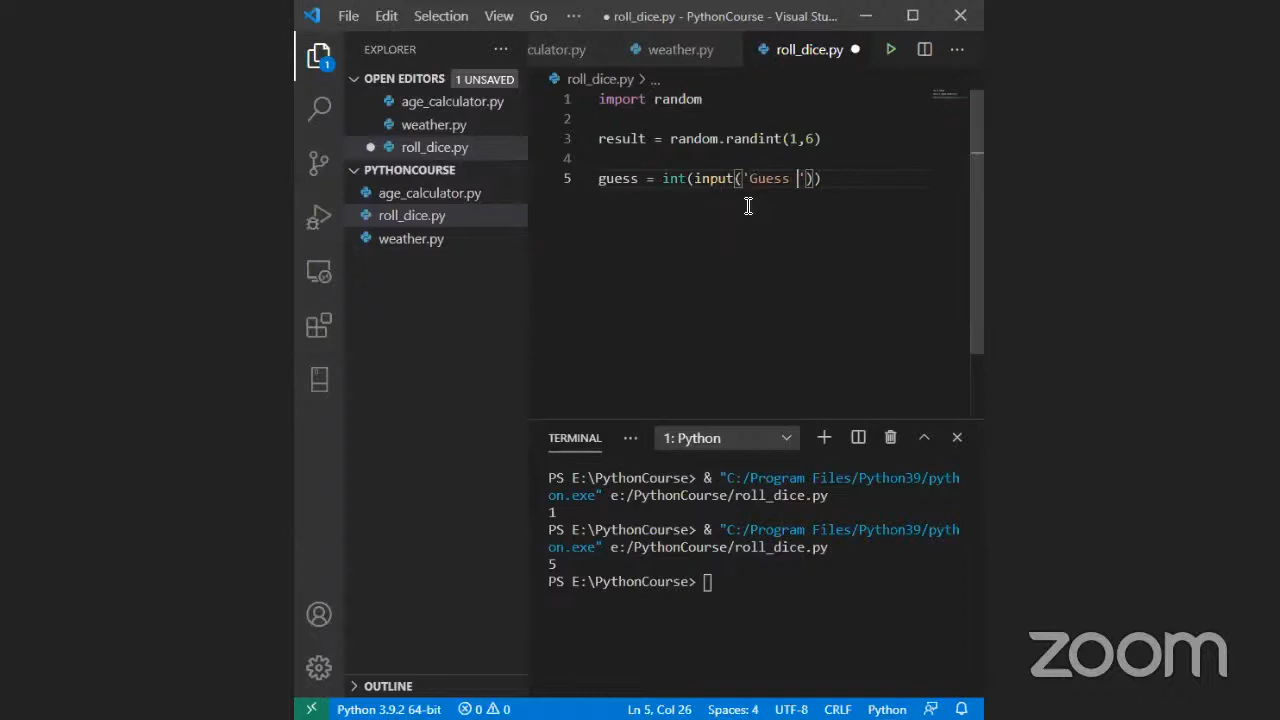 File Edit Selection View Go ··· ● roll_dice.py - PythonCourse - Visual Stu...
EXPLORER ···
culator.py weather.py roll_dice.py ●
OPEN EDITORS 1 UNSAVED
age_calculator.py
weather.py
roll_dice.py
PYTHONCOURSE
age_calculator.py
roll_dice.py
weather.py
OUTLINE
1
roll_dice.py > ...
1 import random
2
3 result = random.randint(1,6)
4
5 guess = int(input('Guess '))
TERMINAL ··· 1: Python
PS E:\PythonCourse> & "C:/Program Files/Python39/pyth
on.exe" e:/PythonCourse/roll_dice.py
1
PS E:\PythonCourse> & "C:/Program Files/Python39/pyth
on.exe" e:/PythonCourse/roll_dice.py
5
PS E:\PythonCourse>
Python 3.9.2 64-bit 0 0 Ln 5, Col 26 Spaces: 4 UTF-8 CRLF Python
zoom